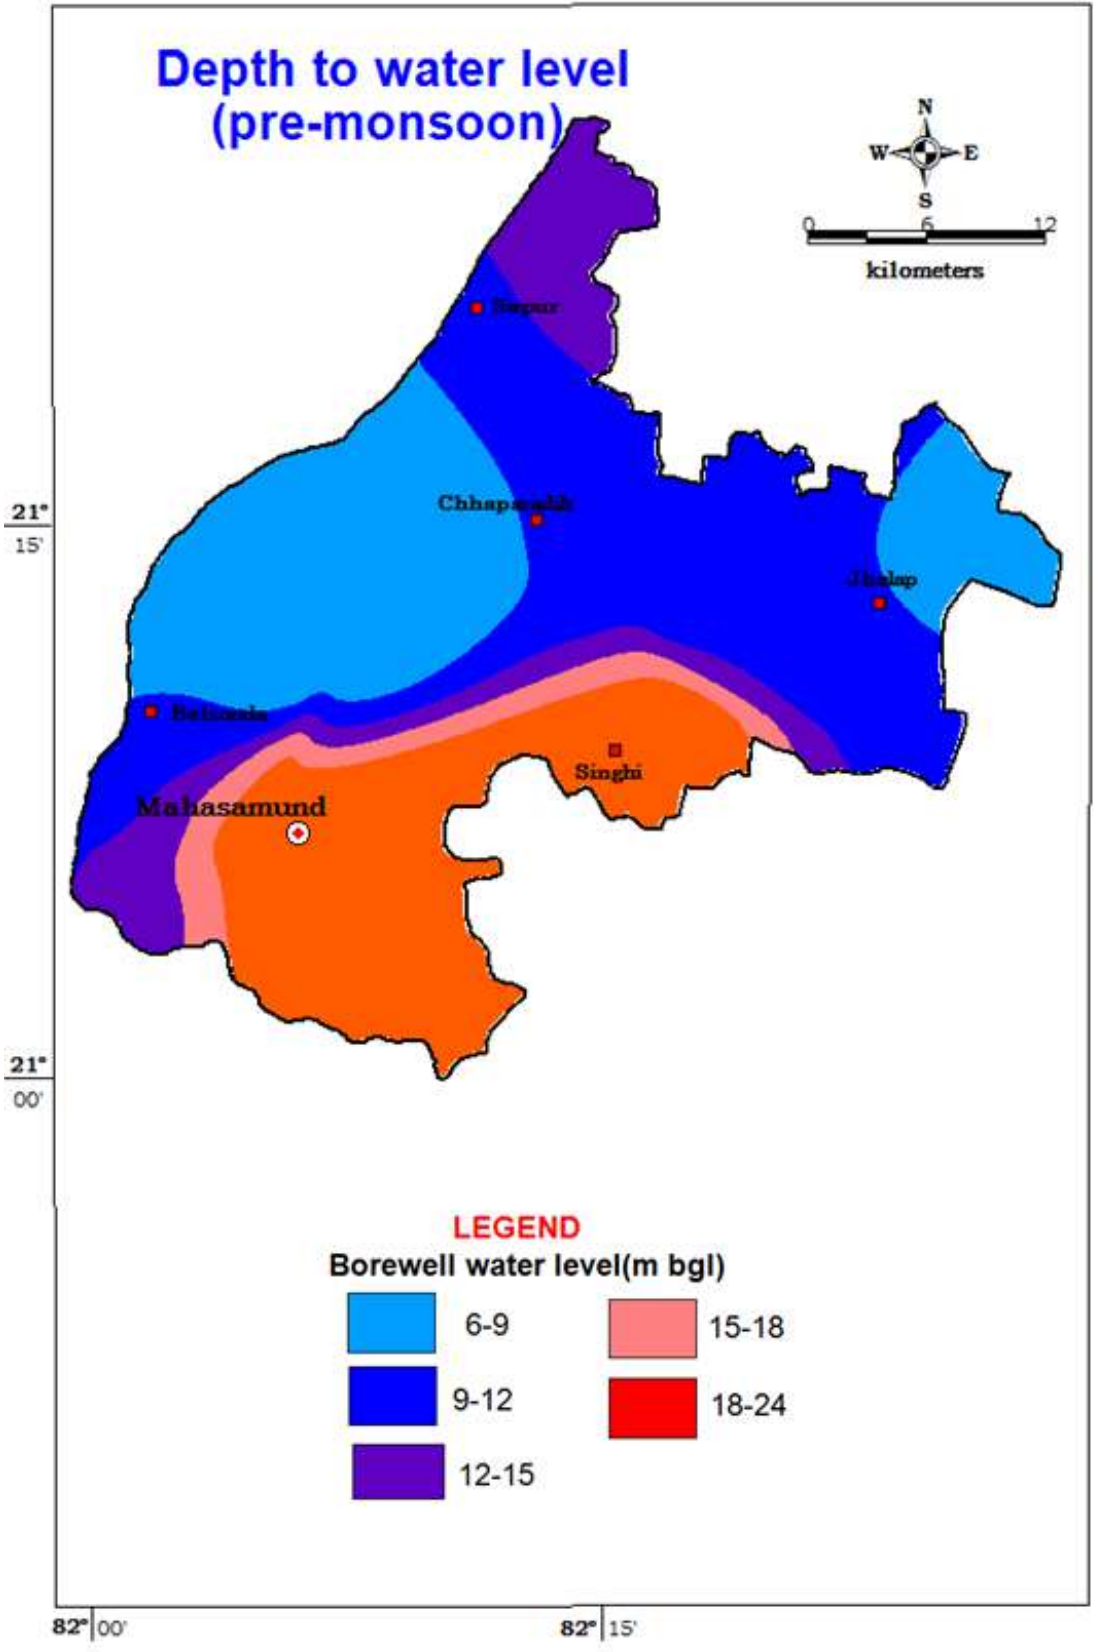 Depth to water level
(pre-monsoon)
N
W E
S
0 6 12
kilometers
Jhalap
Singhi
Mahasamund
21°
15'
21°
00'
LEGEND
Borewell water level(m bgl)
6-9
15-18
9-12
18-24
12-15
82° 00'
82° 15'